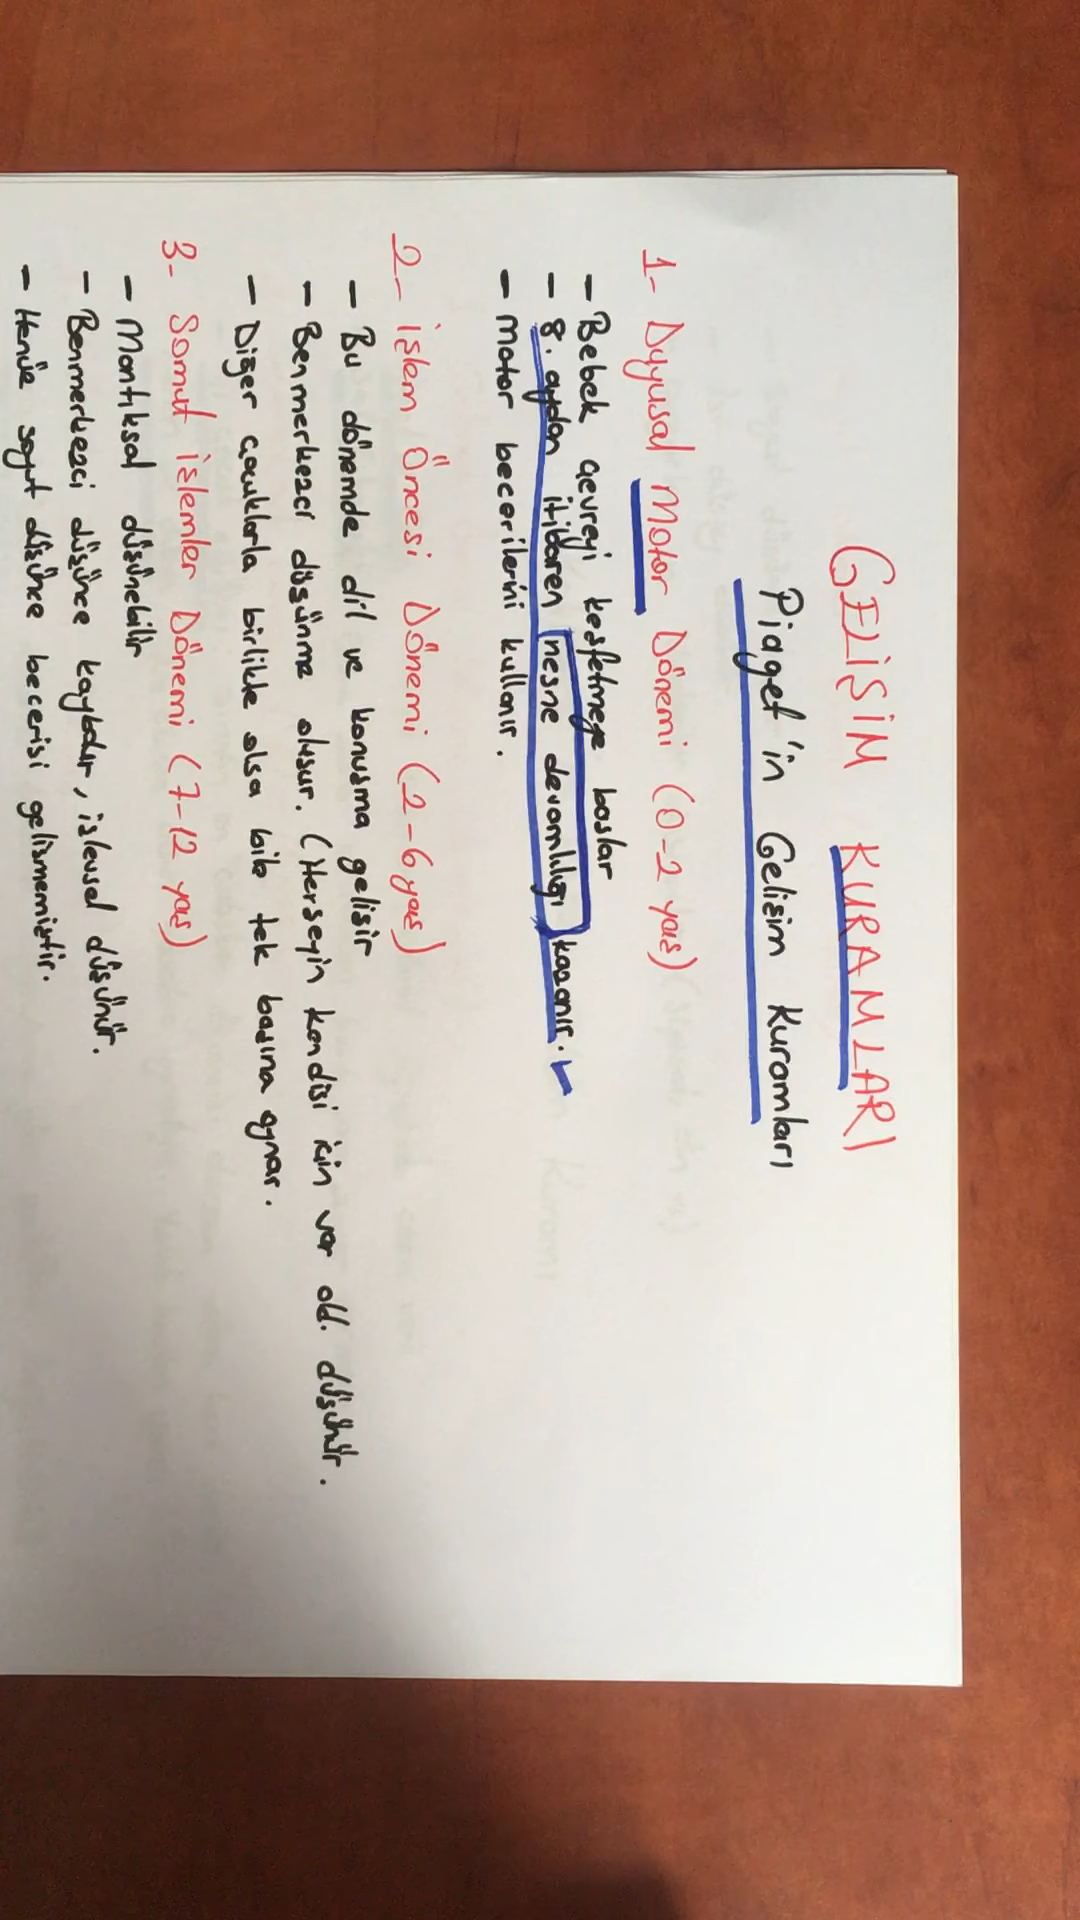 GELİŞİM KURAMLARI
Piaget'in Gelişim Kuramları
1- Duyusal Motor Dönemi (0-2 yaş)
- Bebek çevreyi keşfetmeye başlar
- 8. aydan itibaren nesne devamlılığı kazanır.
- Motor becerilerini kullanır.
2- İşlem Öncesi Dönemi (2-6 yaş)
- Bu dönemde dil ve konuşma gelişir
- Benmerkezci düşünme oluşur. (Herşeyin kendisi için var old. düşünür.
- Diğer çocuklarla birlikte olsa bile tek başına oynar.
3- Somut işlemler Dönemi (7-12 yaş)
- Mantıksal düşünebilir
- Benmerkezci düşünce kaybolur, işlevsel düşünür.
- Henüz soyut düşünce becerisi gelişmemiştir.